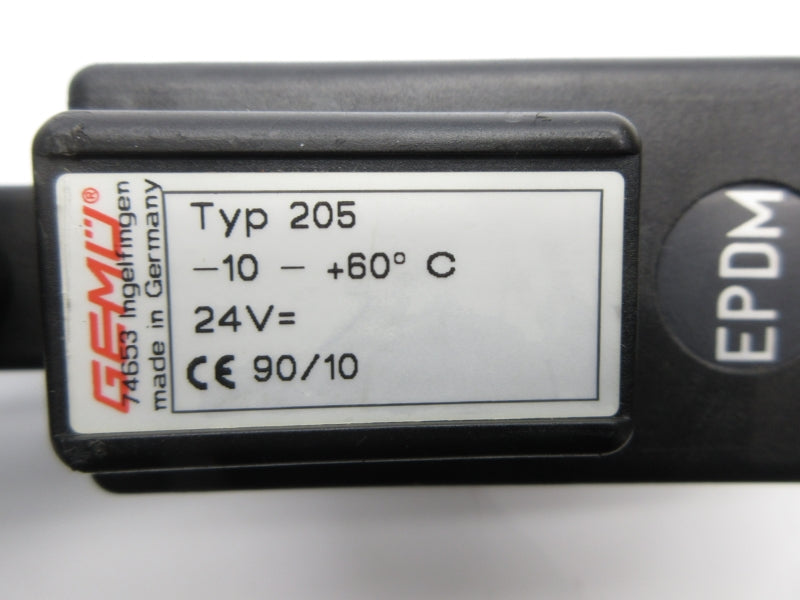 GEMÜ®
74653 Ingelfingen
made in Germany
Typ 205
-10 - +60° C
24V=
CE 90/10
EPDM